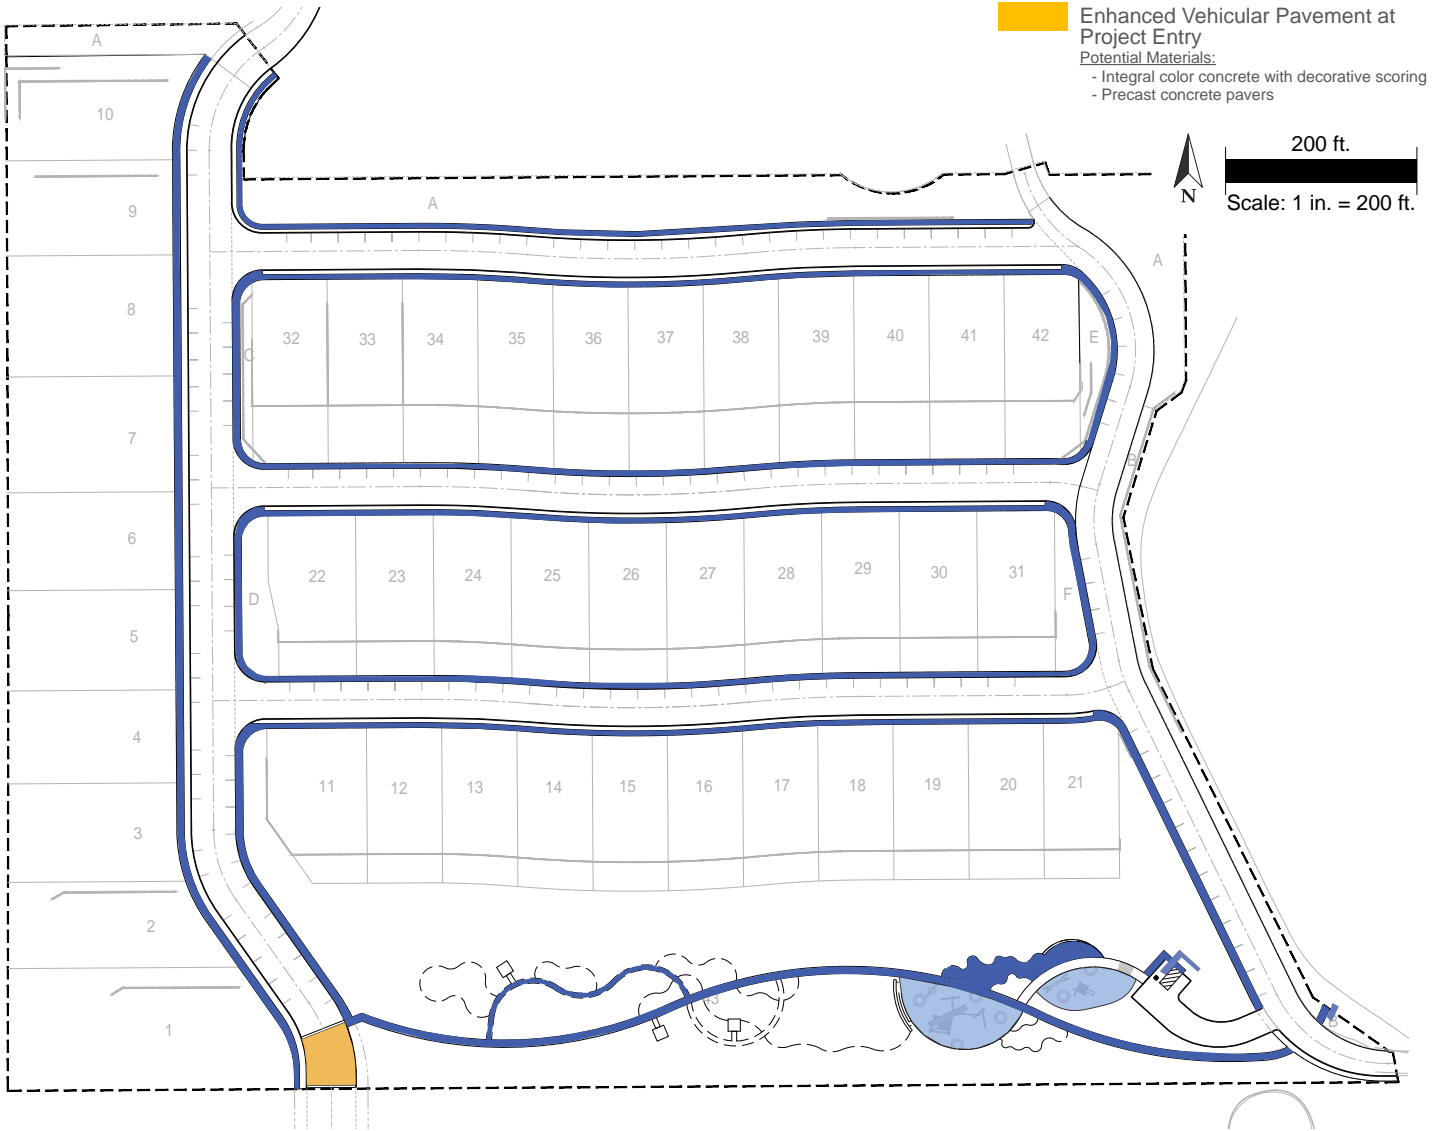 Enhanced Vehicular Pavement at
Project Entry
Potential Materials:
- Integral color concrete with decorative scoring
- Precast concrete pavers
200 ft.
N
Scale: 1 in. = 200 ft.
A
10
9
A
A
8
C
32
33
34
35
36
37
38
39
40
41
42
E
7
B
6
D
22
23
24
25
26
27
28
29
30
31
F
5
4
11
12
13
14
15
16
17
18
19
20
21
3
2
43
1
B